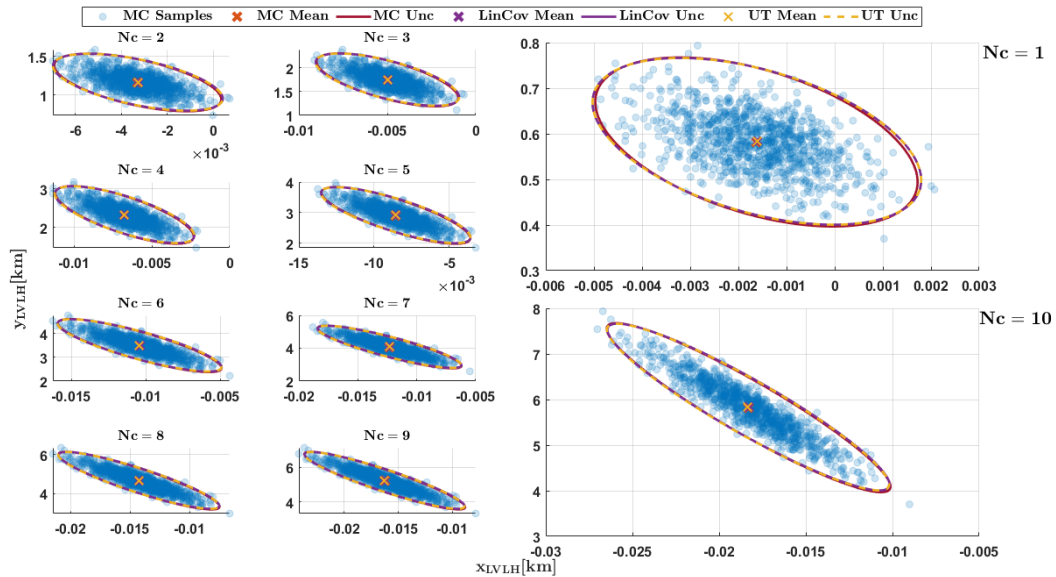 MC Samples MC Mean MC Unc LinCov Mean LinCov Unc UT Mean UT Unc
Nc = 2
1.5
1
-6 -4 -2 0
×10⁻³
Nc = 3
2
1.5
1
-0.01 -0.005 0
Nc = 1
0.8
0.7
0.6
0.5
0.4
0.3
-0.006 -0.005 -0.004 -0.003 -0.002 -0.001 0 0.001 0.002 0.003
Nc = 4
3
2
-0.01 -0.005 0
Nc = 5
4
3
2
-15 -10 -5
×10⁻³
yLVLH[km]
Nc = 6
4
3
2
-0.015 -0.01 -0.005
Nc = 7
6
4
2
-0.02 -0.015 -0.01 -0.005
Nc = 10
8
7
6
5
4
3
-0.03 -0.025 -0.02 -0.015 -0.01 -0.005
Nc = 8
6
4
-0.02 -0.015 -0.01
Nc = 9
6
4
-0.02 -0.015 -0.01
xLVLH[km]